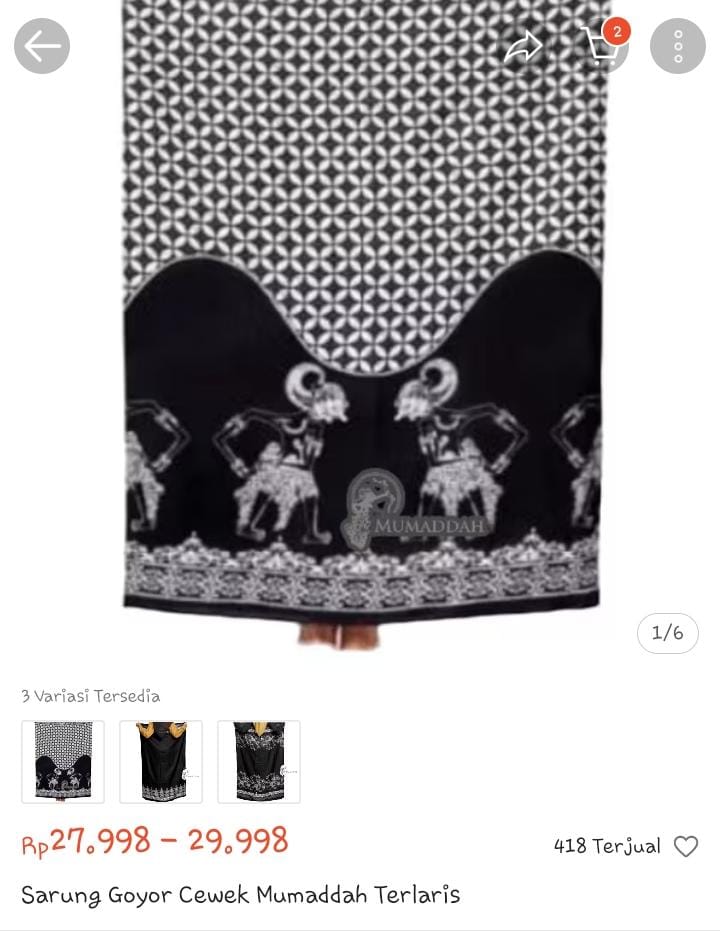 2
MUMADDAH
1/6
3 Variasi Tersedia
Rp27.998 – 29.998
418 Terjual
Sarung Goyor Cewek Mumaddah Terlaris